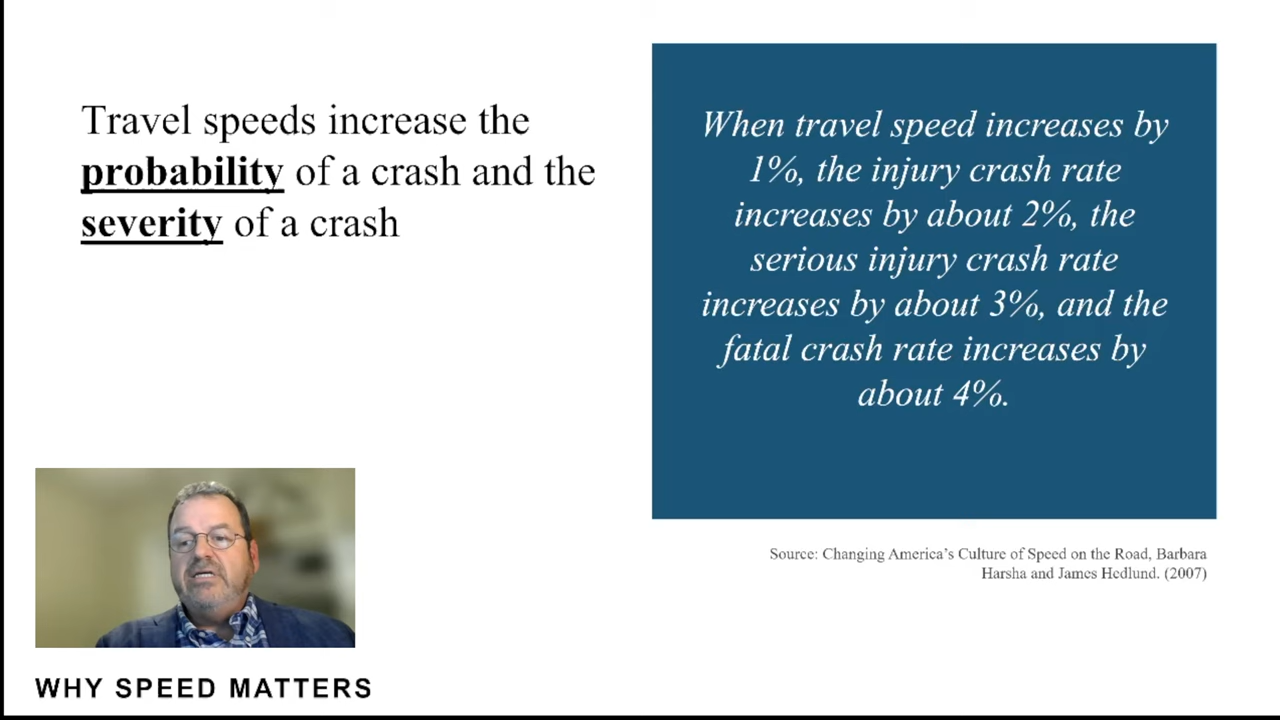 Travel speeds increase the
probability of a crash and the
severity of a crash
When travel speed increases by
1%, the injury crash rate
increases by about 2%, the
serious injury crash rate
increases by about 3%, and the
fatal crash rate increases by
about 4%.
Source: Changing America's Culture of Speed on the Road, Barbara
Harsha and James Hedlund. (2007)
WHY SPEED MATTERS